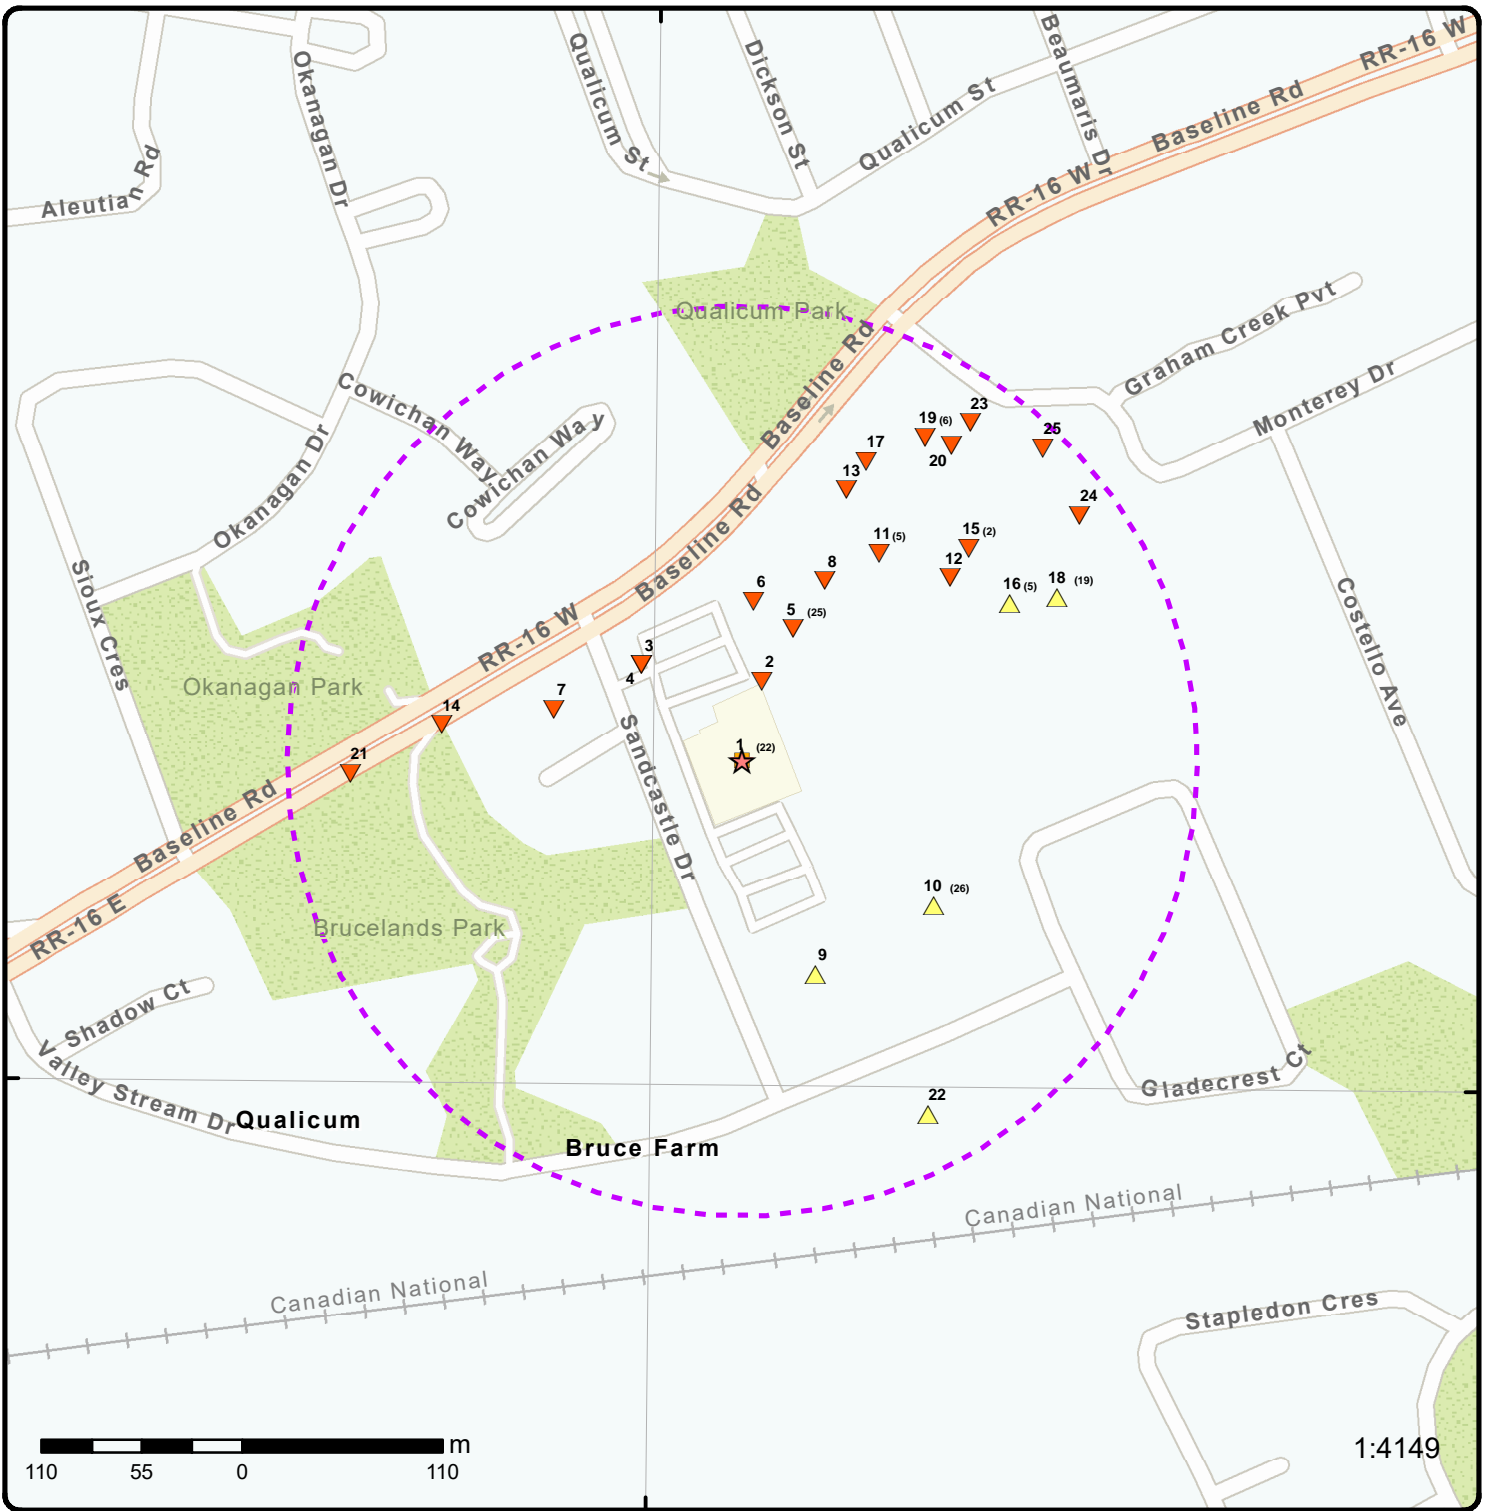 RR-16 W
Beaumaris Dr
Qualicum St
Dickson St
Okanagan Dr
Baseline Rd
Qualicum St
Aleutian Rd
RR-16 W
Graham Creek Pvt
Qualicum Park
Baseline Rd
Monterey Dr
Cowichan Way
Cowichan Way
23
19 (6)
25
20
17
13
Okanagan Dr
Baseline Rd
24
11 (5)
15 (2)
12
8
16 (5)
18 (19)
6
5 (25)
Sioux Cres
RR-16 W
Costello Ave
3
4
2
Okanagan Park
7
14
Sandcastle Dr
1 (22)
21
Baseline Rd
10 (26)
RR-16 E
Brucelands Park
9
Shadow Ct
Valley Stream Dr
Gladecrest Ct
22
Qualicum
Bruce Farm
Canadian National
Canadian National
Stapledon Cres
m
110 55 0 110
1:4149